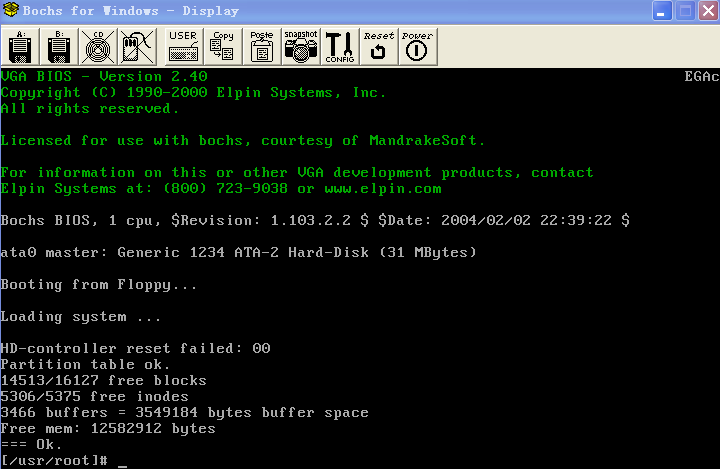 Bochs for Windows - Display
A: B: CD USER Copy Paste snapshot CONFIG Reset Power
VGA BIOS - Version 2.40 EGAc
Copyright (C) 1990-2000 Elpin Systems, Inc.
All rights reserved.
Licensed for use with bochs, courtesy of MandrakeSoft.
For information on this or other VGA development products, contact
Elpin Systems at: (800) 723-9038 or www.elpin.com
Bochs BIOS, 1 cpu, $Revision: 1.103.2.2 $ $Date: 2004/02/02 22:39:22 $
ata0 master: Generic 1234 ATA-2 Hard-Disk (31 MBytes)
Booting from Floppy...
Loading system ...
HD-controller reset failed: 00
Partition table ok.
14513/16127 free blocks
5306/5375 free inodes
3466 buffers = 3549184 bytes buffer space
Free mem: 12582912 bytes
=== Ok.
[/usr/root]# _